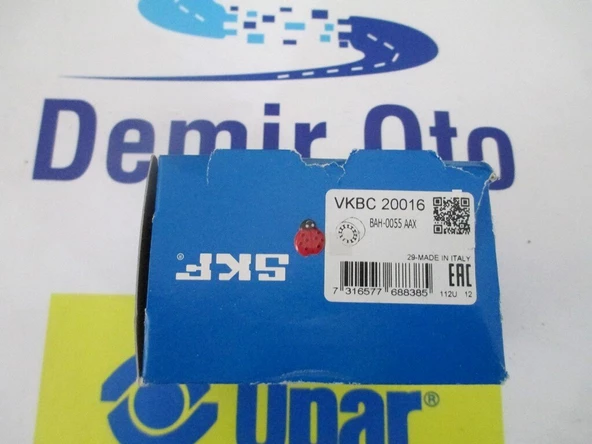 Demir Oto
VKBC 20016
BAH-0055 AAX
SKF®
29-MADE IN ITALY
EAC
7 316577 688385
112U 12
Unar®